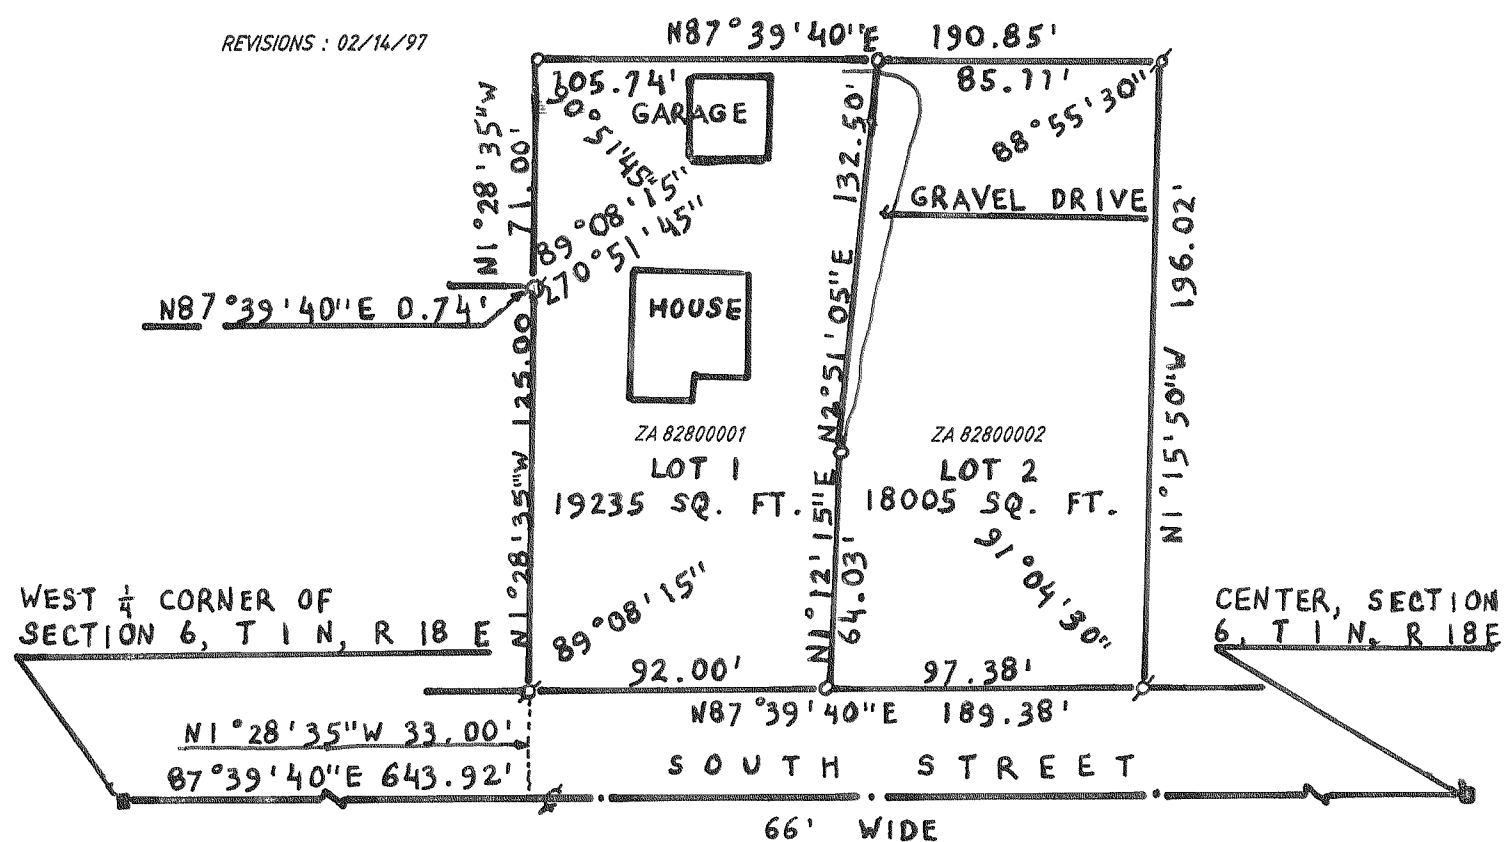 REVISIONS : 02/14/97
N87°39'40"E 190.85'
105.74'
85.11'
GARAGE
90°51'45"
88°55'30"
N1°28'35"W
71.00'
132.50'
89°08'15"
270°51'45"
GRAVEL DRIVE
N87°39'40"E 0.74'
HOUSE
N2°51'05"E
N1°15'50"W 196.02'
N1°28'35"W 125.00
ZA 82800001
LOT 1
19235 SQ. FT.
ZA 82800002
LOT 2
18005 SQ. FT.
N1°12'15"E
64.03'
91°04'30"
89°08'15"
WEST 1/4 CORNER OF
SECTION 6, T 1 N, R 18 E
CENTER, SECTION
6, T 1 N, R 18E
92.00'
97.38'
N87°39'40"E 189.38'
N1°28'35"W 33.00'
87°39'40"E 643.92'
SOUTH STREET
66' WIDE